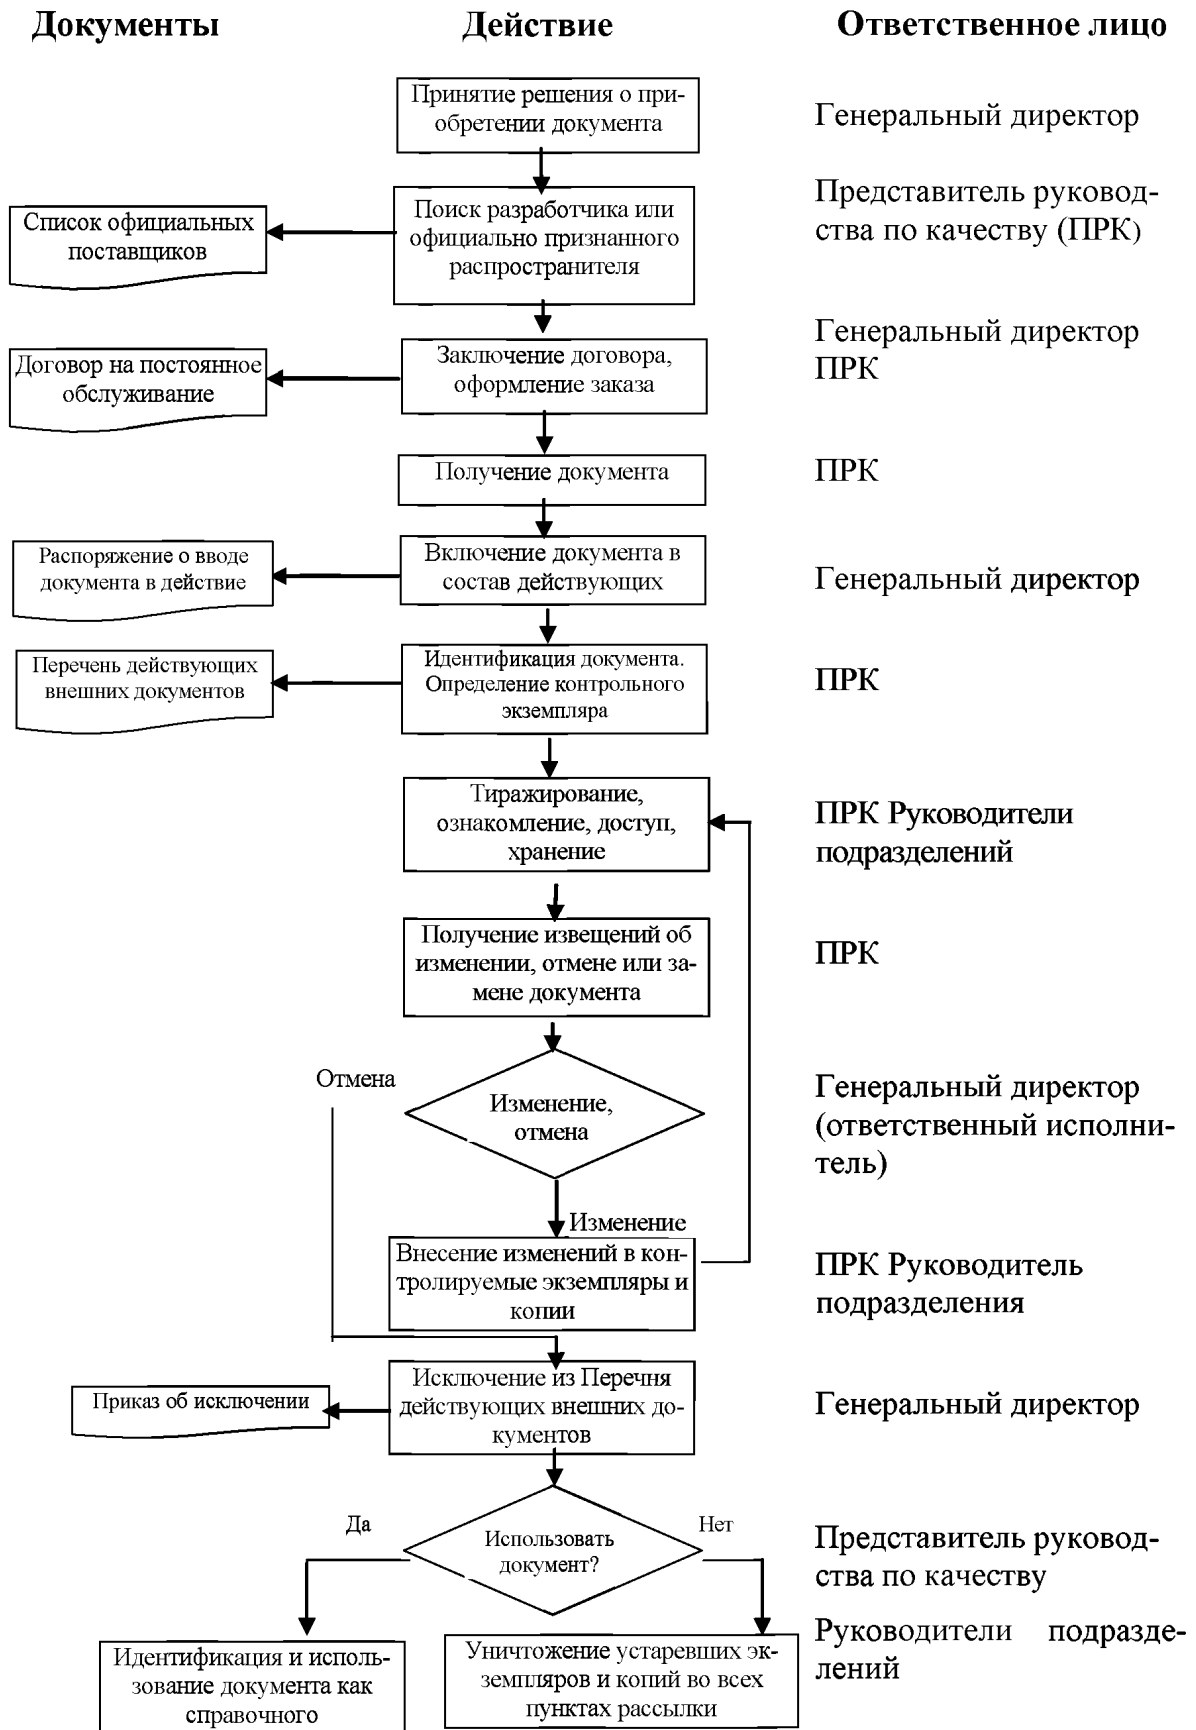 Документы
Действие
Ответственное лицо
Принятие решения о при-
обретении документа
Генеральный директор
Список официальных
поставщиков
Поиск разработчика или
официально признанного
распространителя
Представитель руковод-
ства по качеству (ПРК)
Договор на постоянное
обслуживание
Заключение договора,
оформление заказа
Генеральный директор
ПРК
Получение документа
ПРК
Распоряжение о вводе
документа в действие
Включение документа в
состав действующих
Генеральный директор
Перечень действующих
внешних документов
Идентификация документа.
Определение контрольного
экземпляра
ПРК
Тиражирование,
ознакомление, доступ,
хранение
ПРК Руководители
подразделений
Получение извещений об
изменении, отмене или за-
мене документа
ПРК
Отмена
Изменение,
отмена
Генеральный директор
(ответственный исполни-
тель)
Изменение
Внесение изменений в кон-
тролируемые экземпляры и
копии
ПРК Руководитель
подразделения
Приказ об исключении
Исключение из Перечня
действующих внешних до-
кументов
Генеральный директор
Да
Использовать
документ?
Нет
Представитель руковод-
ства по качеству
Идентификация и исполь-
зование документа как
справочного
Уничтожение устаревших эк-
земпляров и копий во всех
пунктах рассылки
Руководители подразде-
лений